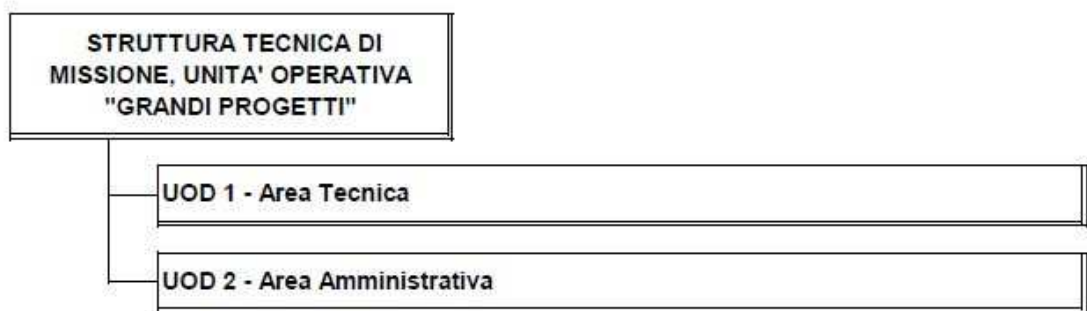 STRUTTURA TECNICA DI
MISSIONE, UNITA' OPERATIVA
"GRANDI PROGETTI"
UOD 1 - Area Tecnica
UOD 2 - Area Amministrativa